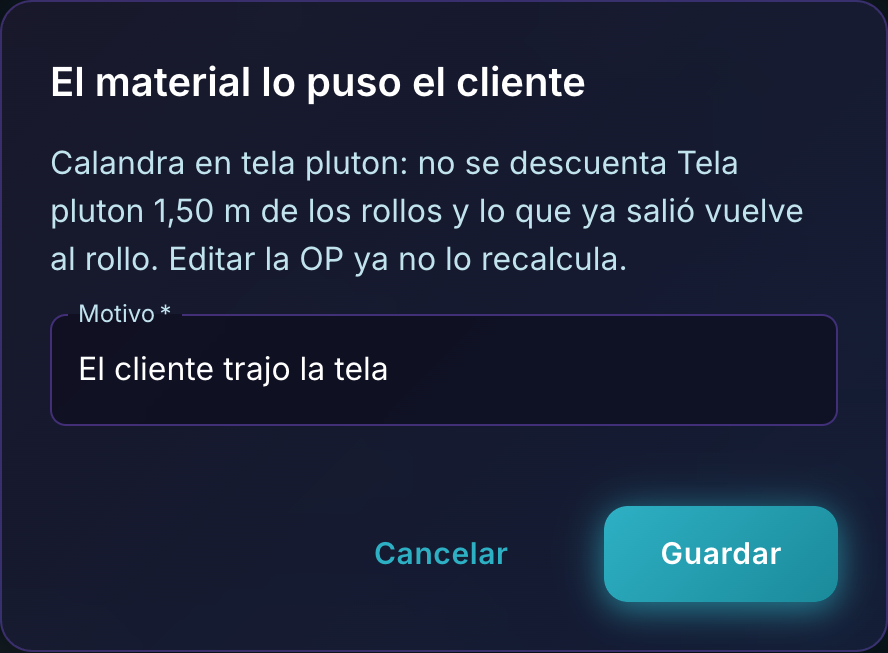 El material lo puso el cliente
Calandra en tela pluton: no se descuenta Tela
pluton 1,50 m de los rollos y lo que ya salió vuelve
al rollo. Editar la OP ya no lo recalcula.
Motivo *
El cliente trajo la tela
Cancelar
Guardar